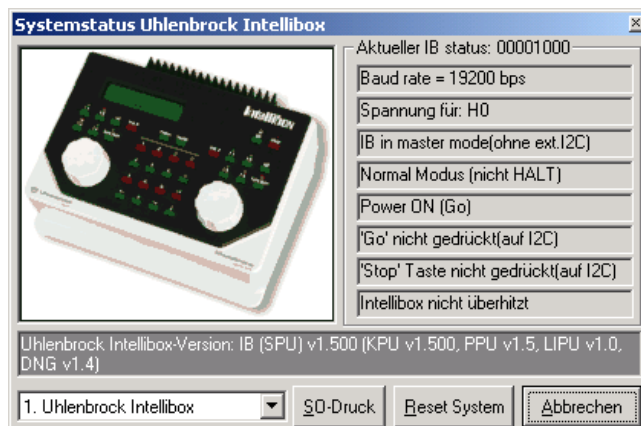 Systemstatus Uhlenbrock Intellibox
Aktueller IB status: 00001000
Baud rate = 19200 bps
Spannung für: H0
IB in master mode(ohne ext.I2C)
Normal Modus (nicht HALT)
Power ON (Go)
'Go' nicht gedrückt(auf I2C)
'Stop' Taste nicht gedrückt(auf I2C)
Intellibox nicht überhitzt
Intellibox
Uhlenbrock Intellibox-Version: IB (SPU) v1.500 (KPU v1.500, PPU v1.5, LIPU v1.0,
DNG v1.4)
1. Uhlenbrock Intellibox
SO-Druck
Reset System
Abbrechen